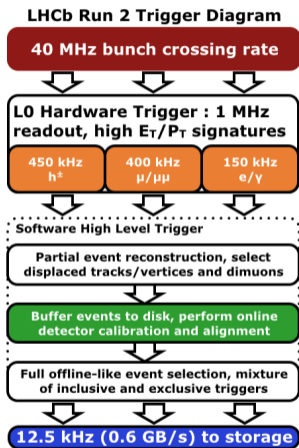 LHCb Run 2 Trigger Diagram
40 MHz bunch crossing rate
L0 Hardware Trigger : 1 MHz
readout, high E_T/P_T signatures
450 kHz
h±
400 kHz
μ/μμ
150 kHz
e/γ
Software High Level Trigger
Partial event reconstruction, select
displaced tracks/vertices and dimuons
Buffer events to disk, perform online
detector calibration and alignment
Full offline-like event selection, mixture
of inclusive and exclusive triggers
12.5 kHz (0.6 GB/s) to storage